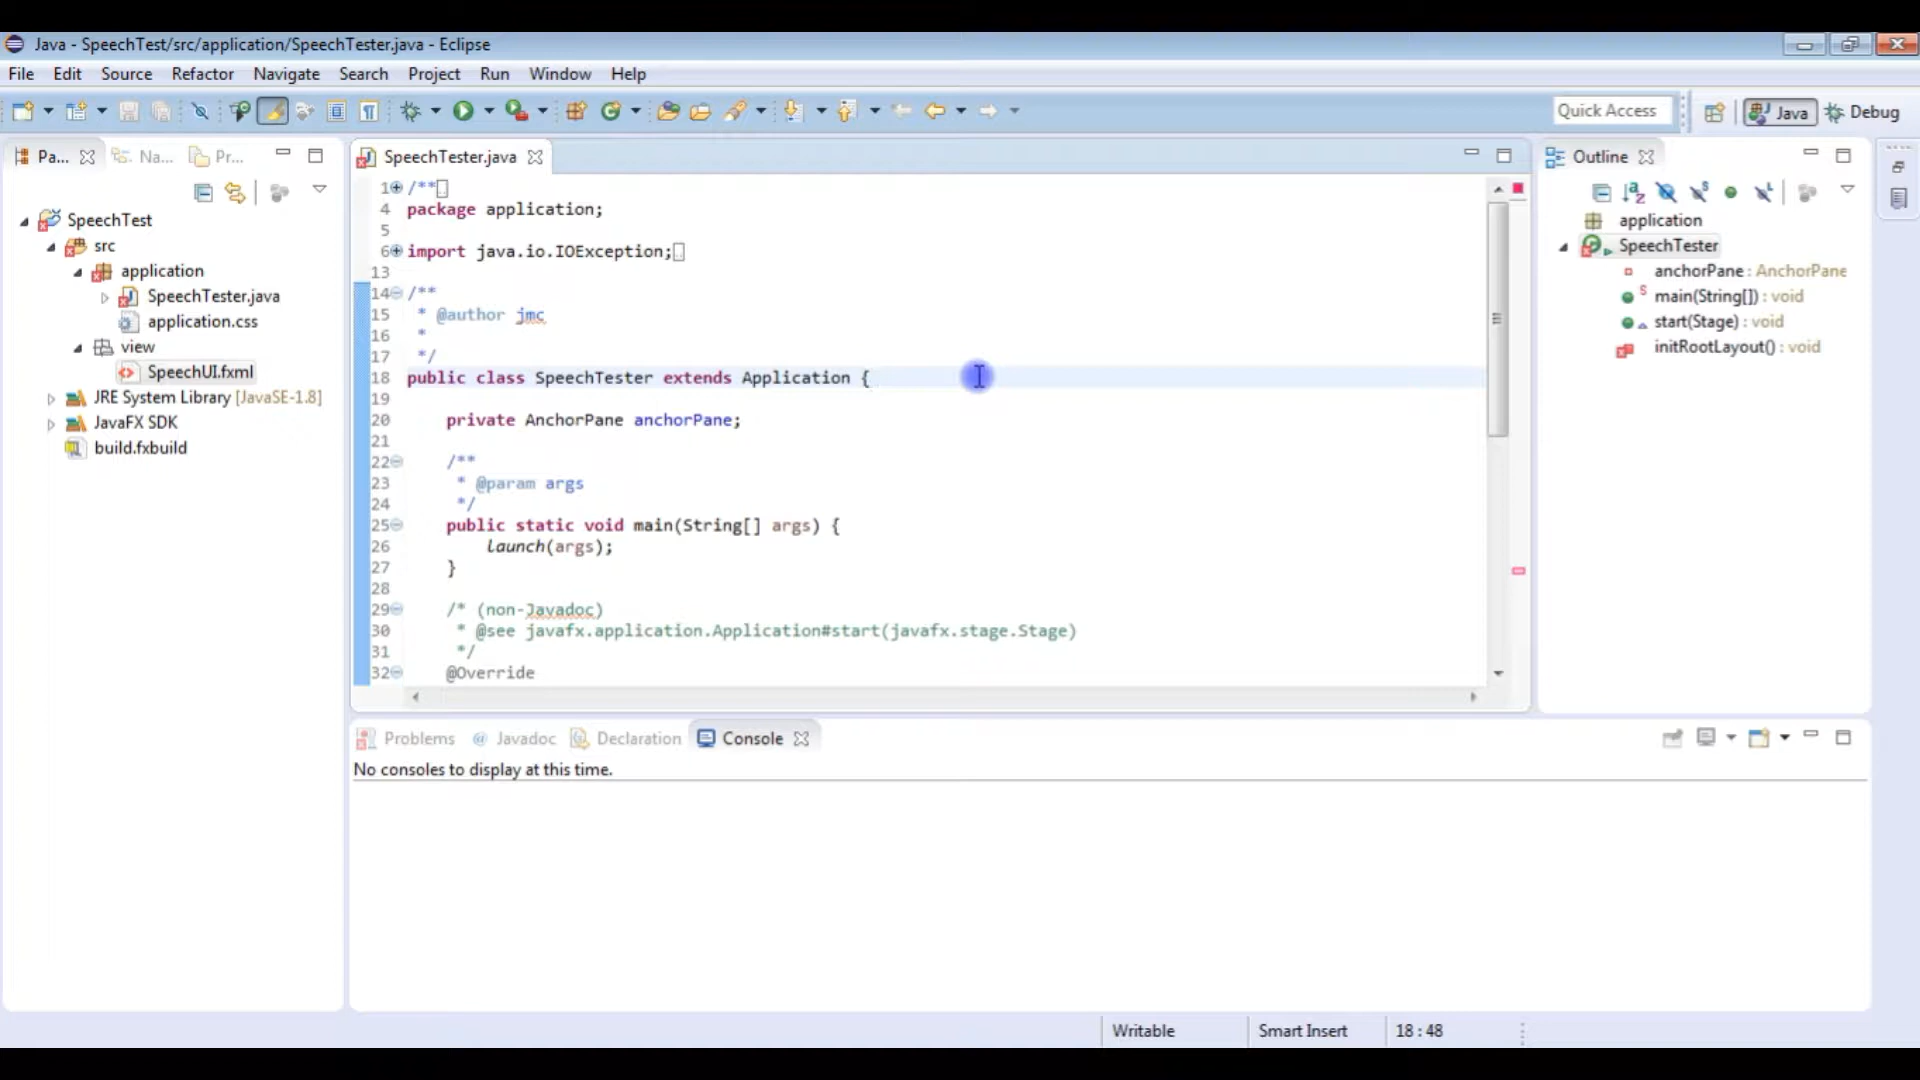 Java - SpeechTest/src/application/SpeechTester.java - Eclipse
File Edit Source Refactor Navigate Search Project Run Window Help
Quick Access Java Debug
Pa... Na... Pr...
SpeechTest
src
application
SpeechTester.java
application.css
view
SpeechUI.fxml
JRE System Library [JavaSE-1.8]
JavaFX SDK
build.fxbuild
SpeechTester.java
1 /**
4 package application;
5
6 import java.io.IOException;
13
14 /**
15 * @author jmc
16 *
17 */
18 public class SpeechTester extends Application {
19
20 private AnchorPane anchorPane;
21
22 /**
23 * @param args
24 */
25 public static void main(String[] args) {
26 launch(args);
27 }
28
29 /* (non-Javadoc)
30 * @see javafx.application.Application#start(javafx.stage.Stage)
31 */
32 @Override
Outline
application
SpeechTester
anchorPane : AnchorPane
main(String[]) : void
start(Stage) : void
initRootLayout() : void
Problems Javadoc Declaration Console
No consoles to display at this time.
Writable Smart Insert 18 : 48